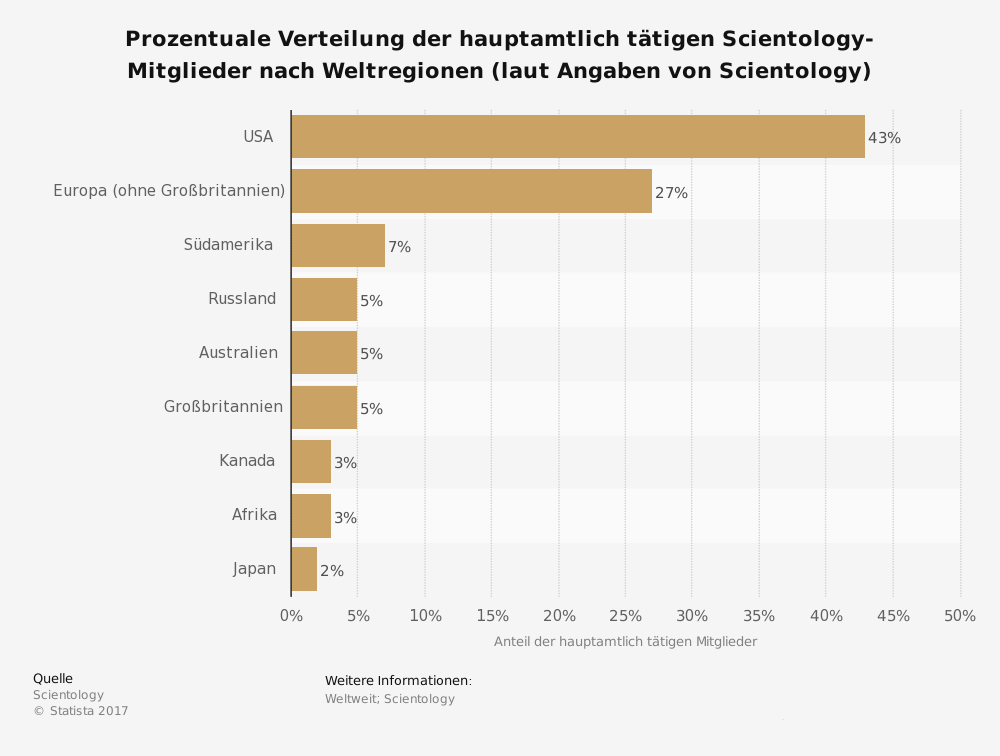 Prozentuale Verteilung der hauptamtlich tätigen Scientology-
Mitglieder nach Weltregionen (laut Angaben von Scientology)
USA 43%
Europa (ohne Großbritannien) 27%
Südamerika 7%
Russland 5%
Australien 5%
Großbritannien 5%
Kanada 3%
Afrika 3%
Japan 2%
0% 5% 10% 15% 20% 25% 30% 35% 40% 45% 50%
Anteil der hauptamtlich tätigen Mitglieder
Quelle
Scientology
© Statista 2017
Weitere Informationen:
Weltweit; Scientology